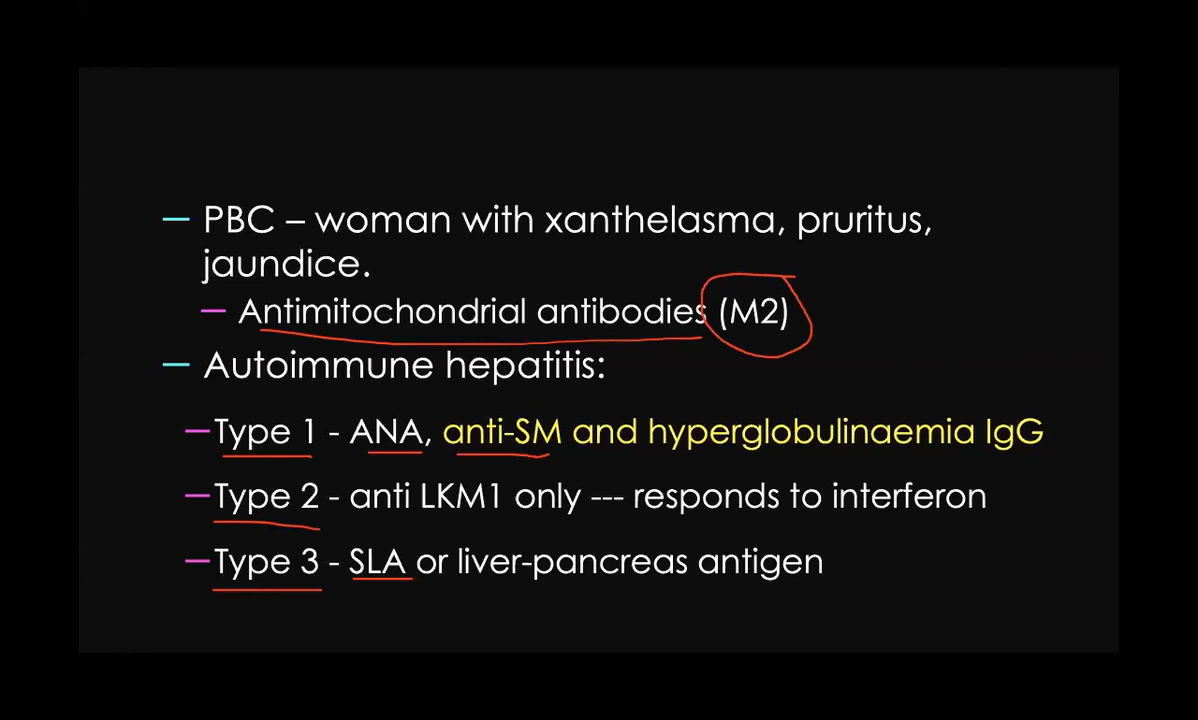 – PBC – woman with xanthelasma, pruritus,
jaundice.
– Antimitochondrial antibodies (M2)
– Autoimmune hepatitis:
– Type 1 - ANA, anti-SM and hyperglobulinaemia IgG
– Type 2 - anti LKM1 only --- responds to interferon
– Type 3 - SLA or liver-pancreas antigen